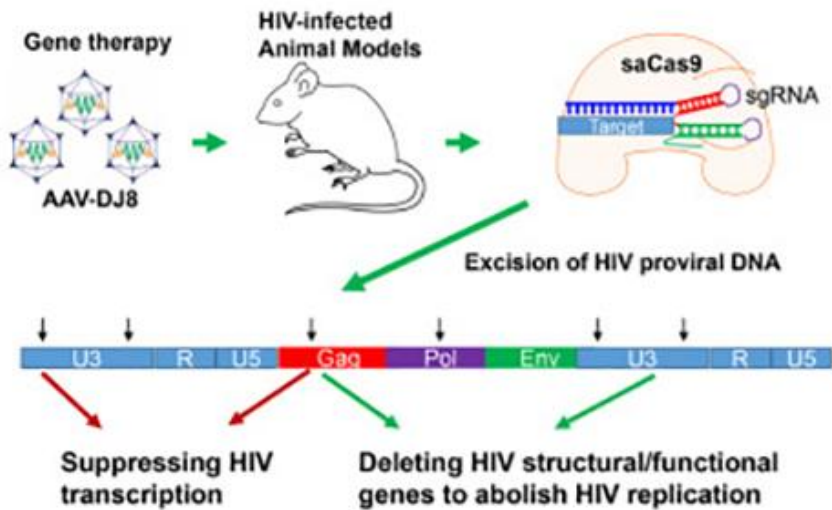 Gene therapy
AAV-DJ8
HIV-infected
Animal Models
saCas9
sgRNA
Target
Excision of HIV proviral DNA
U3 R U5 Gag Pol Env U3 R U5
Suppressing HIV
transcription
Deleting HIV structural/functional
genes to abolish HIV replication